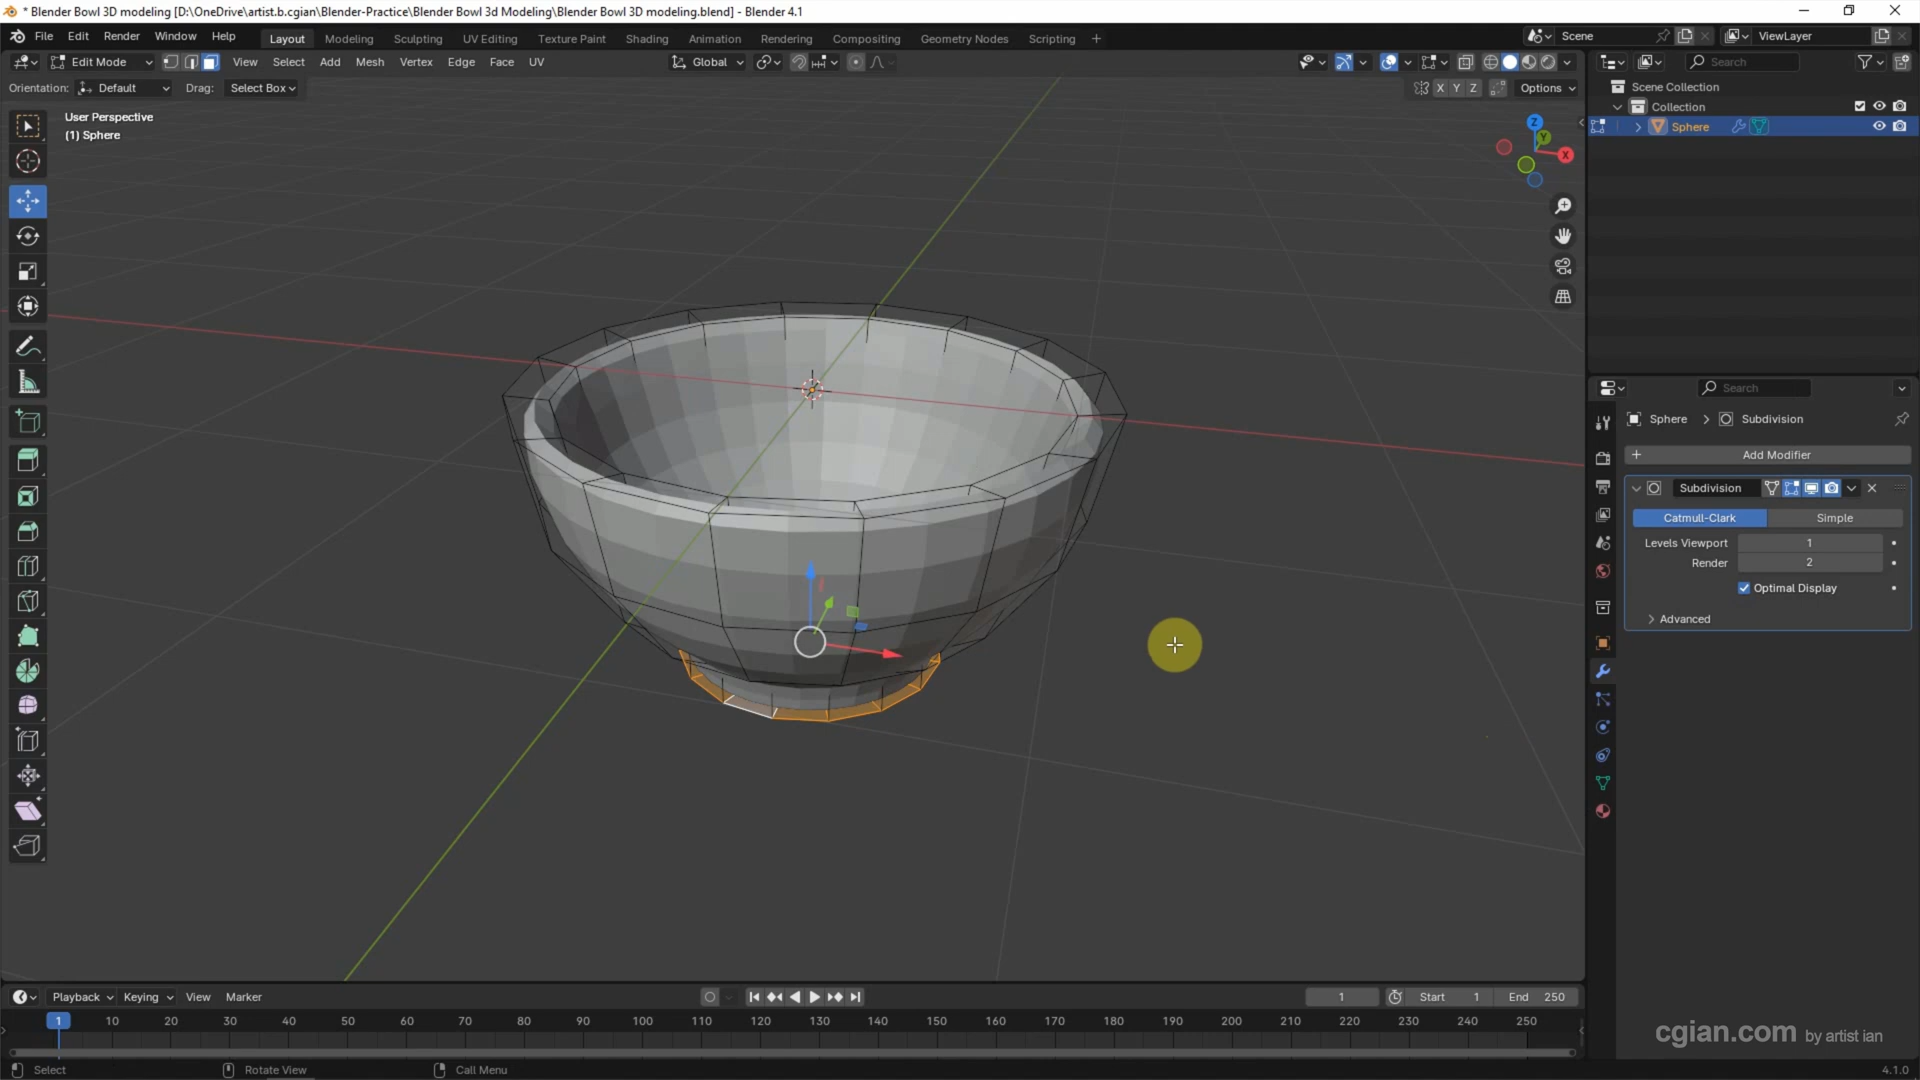 * Blender Bowl 3D modeling [D:\OneDrive\artist.b.cgian\Blender-Practice\Blender Bowl 3d Modeling\Blender Bowl 3D modeling.blend] - Blender 4.1
File Edit Render Window Help Layout Modeling Sculpting UV Editing Texture Paint Shading Animation Rendering Compositing Geometry Nodes Scripting + Scene ViewLayer
Edit Mode View Select Add Mesh Vertex Edge Face UV Global Search
Orientation: Default Drag: Select Box X Y Z Options
Scene Collection
Collection
Sphere
User Perspective
(1) Sphere
Z
Y
X
Search
Sphere > Subdivision
+ Add Modifier
Subdivision
Catmull-Clark Simple
Levels Viewport 1
Render 2
Optimal Display
Advanced
Playback Keying View Marker 1 Start 1 End 250
1 10 20 30 40 50 60 70 80 90 100 110 120 130 140 150 160 170 180 190 200 210 220 230 240 250
cgian.com by artist ian
Select Rotate View Call Menu 4.1.0